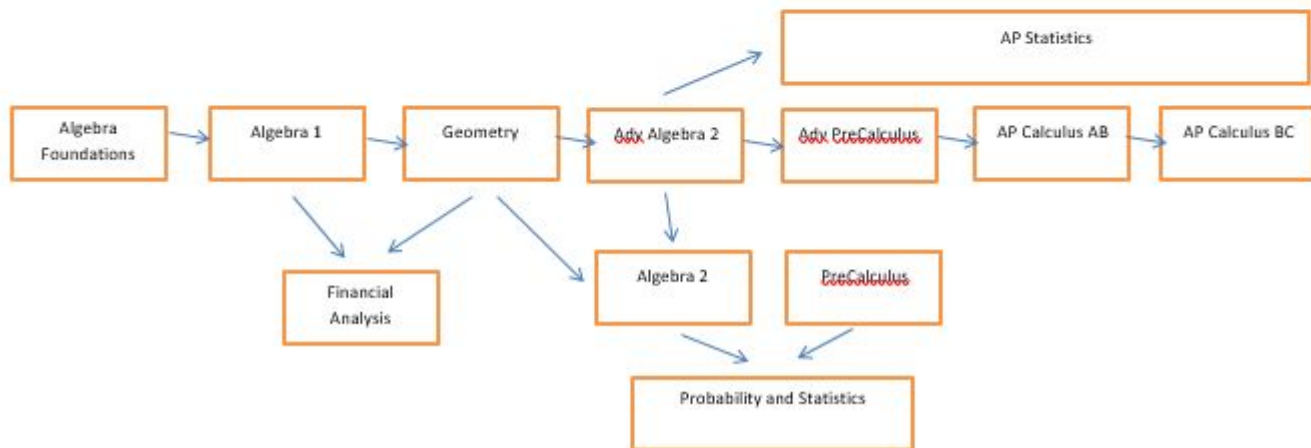 AP Statistics
Algebra
Foundations
Algebra 1
Geometry
Adv Algebra 2
Adv PreCalculus
AP Calculus AB
AP Calculus BC
Financial
Analysis
Algebra 2
PreCalculus
Probability and Statistics